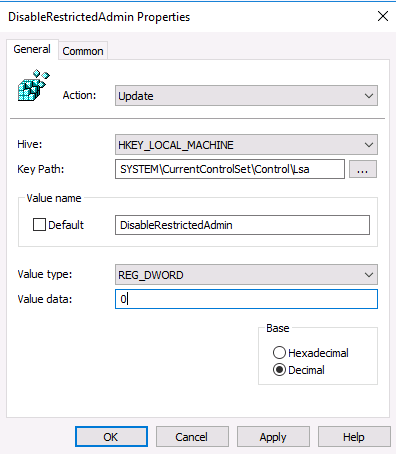 DisableRestrictedAdmin Properties
General Common
Action: Update
Hive: HKEY_LOCAL_MACHINE
Key Path: SYSTEM\CurrentControlSet\Control\Lsa ...
Value name
Default DisableRestrictedAdmin
Value type: REG_DWORD
Value data: 0
Base
Hexadecimal
Decimal
OK Cancel Apply Help